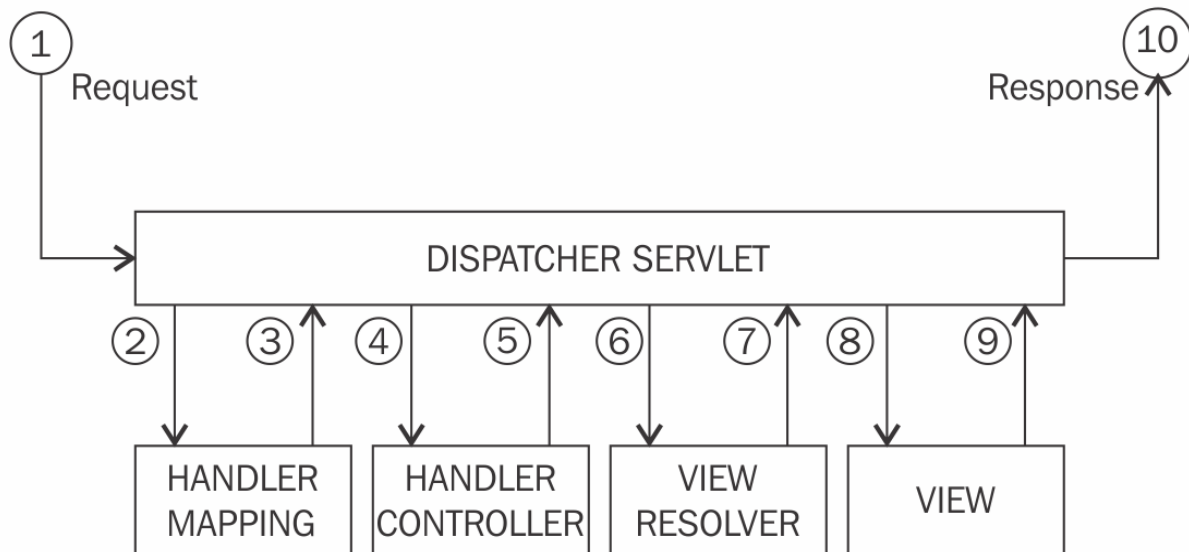 1
10
Request
Response
DISPATCHER SERVLET
2
3
4
5
6
7
8
9
HANDLER
MAPPING
HANDLER
CONTROLLER
VIEW
RESOLVER
VIEW